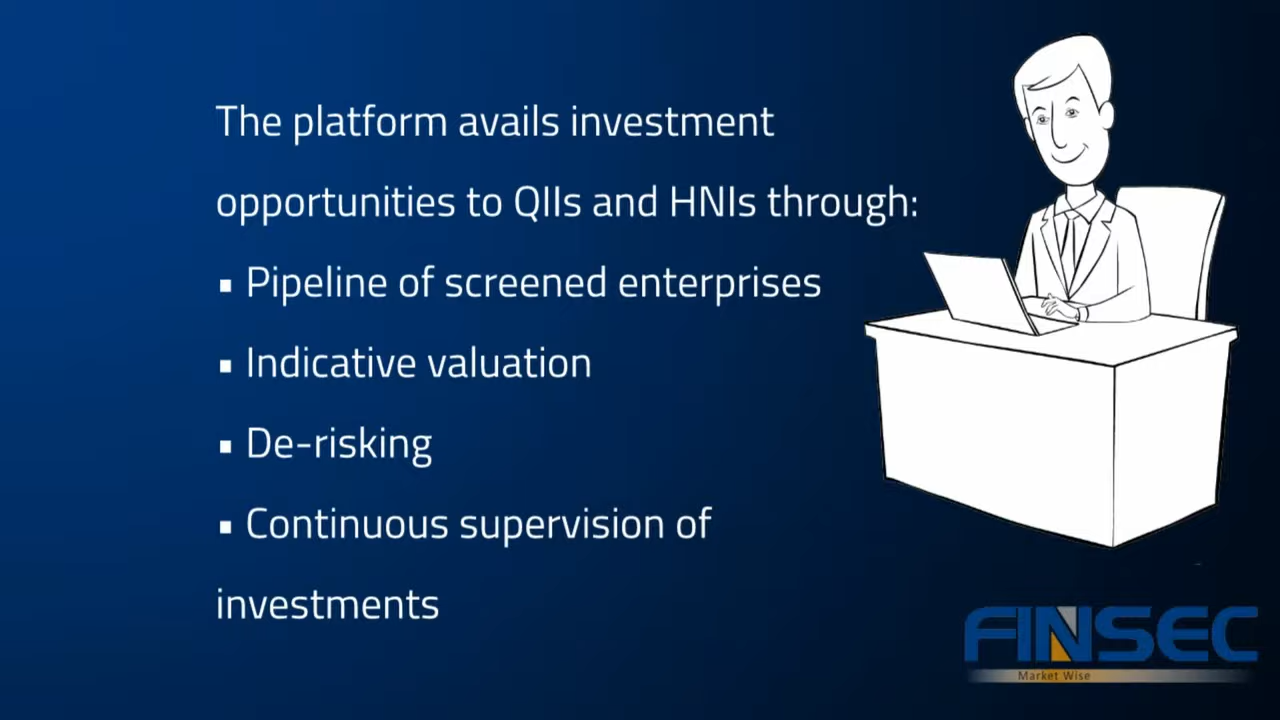 The platform avails investment
opportunities to QIIs and HNIs through:
▪ Pipeline of screened enterprises
▪ Indicative valuation
▪ De-risking
▪ Continuous supervision of
investments
FINSEC
Market Wise